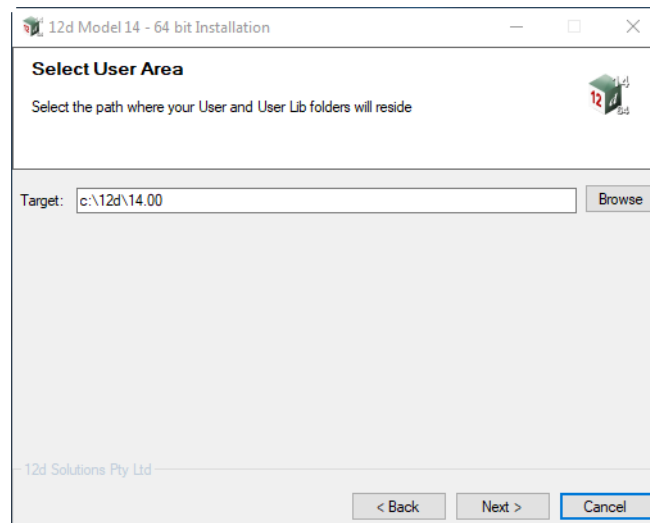 12d Model 14 - 64 bit Installation
Select User Area
Select the path where your User and User Lib folders will reside
14
12 d
64
Target: c:\12d\14.00 Browse
12d Solutions Pty Ltd
< Back Next > Cancel